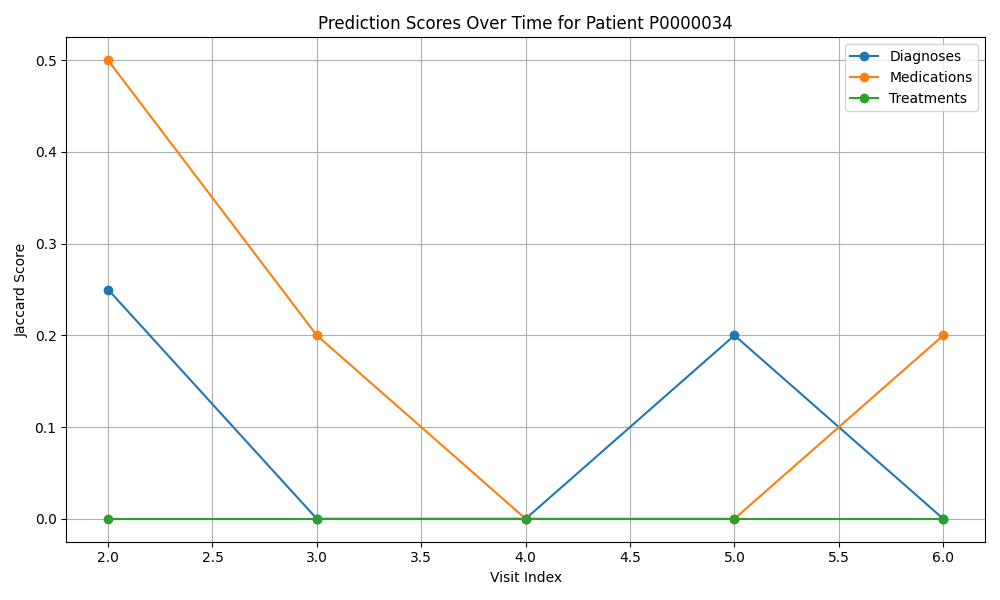 Prediction Scores Over Time for Patient P0000034
Diagnoses
Medications
Treatments
Jaccard Score
0.5
0.4
0.3
0.2
0.1
0.0
2.0 2.5 3.0 3.5 4.0 4.5 5.0 5.5 6.0
Visit Index